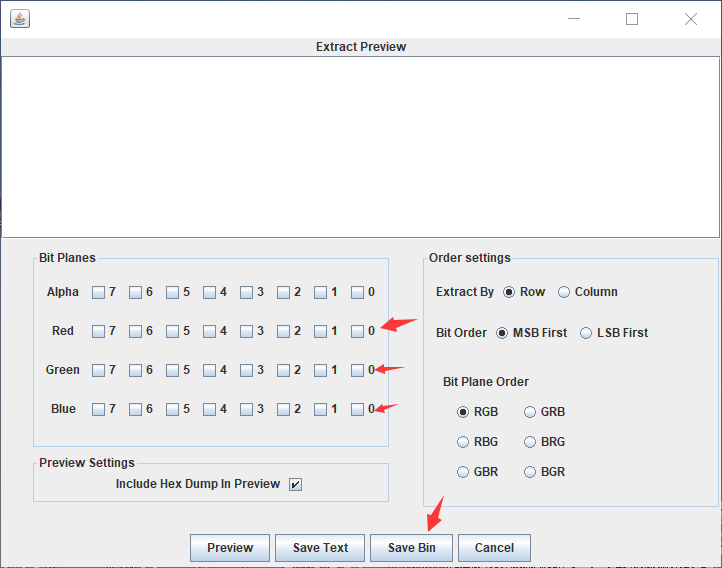 Extract Preview
Bit Planes
Alpha 7 6 5 4 3 2 1 0
Red 7 6 5 4 3 2 1 0
Green 7 6 5 4 3 2 1 0
Blue 7 6 5 4 3 2 1 0
Preview Settings
Include Hex Dump In Preview
Order settings
Extract By Row Column
Bit Order MSB First LSB First
Bit Plane Order
RGB GRB
RBG BRG
GBR BGR
Preview Save Text Save Bin Cancel